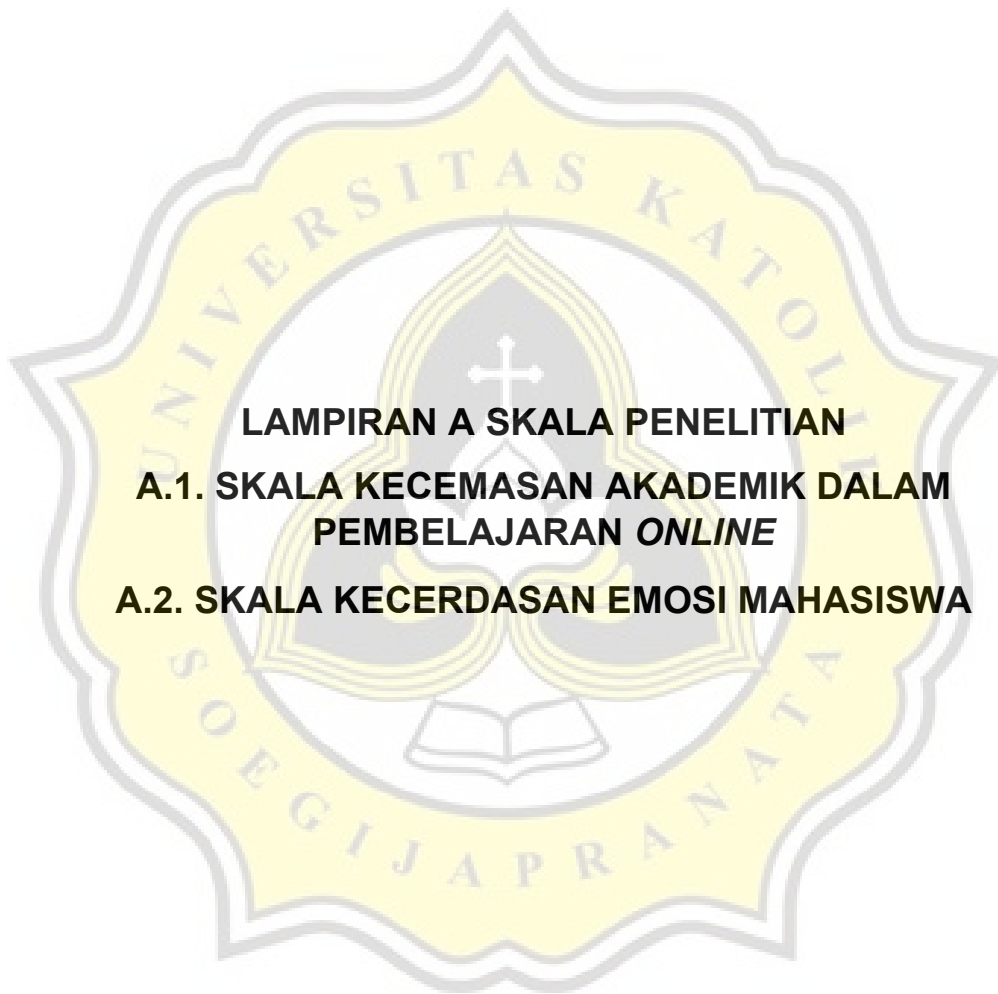 UNIVERSITAS KATOLIK
LAMPIRAN A SKALA PENELITIAN
A.1. SKALA KECEMASAN AKADEMIK DALAM
PEMBELAJARAN ONLINE
A.2. SKALA KECERDASAN EMOSI MAHASISWA
SOEGIJAPRANATA